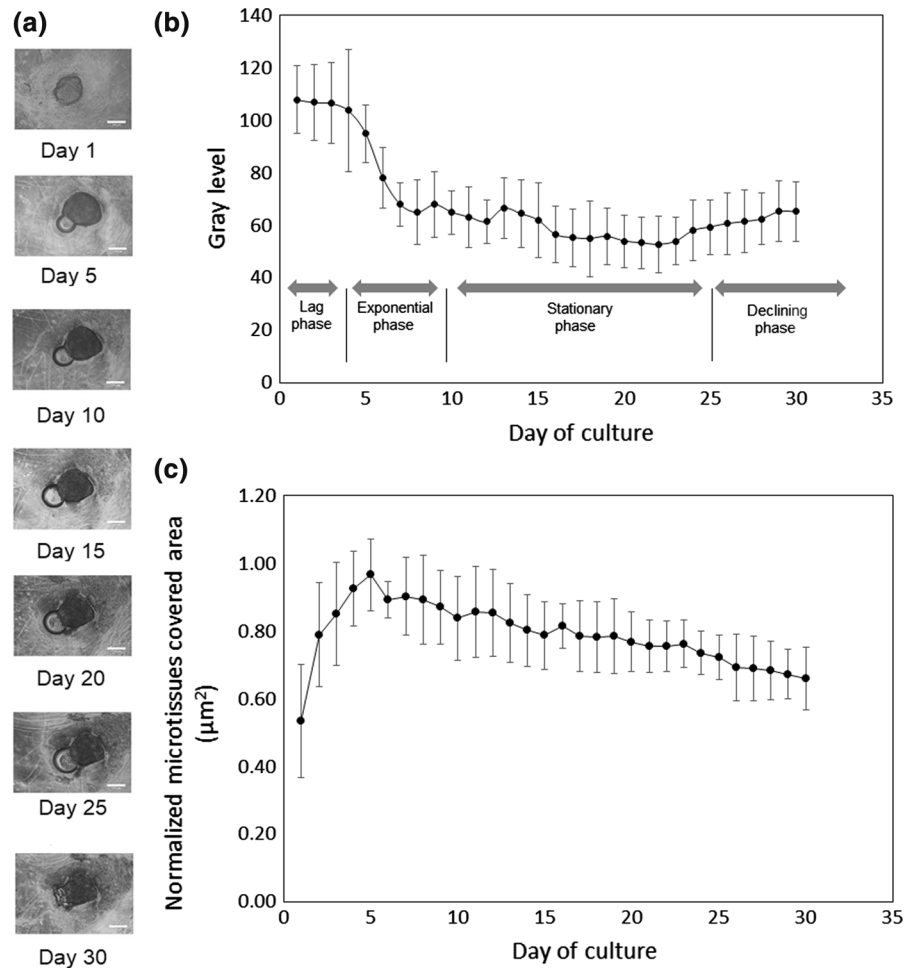 (a)
Day 1
Day 5
Day 10
Day 15
Day 20
Day 25
Day 30
(b)
Gray level
140
120
100
80
60
40
20
0
Lag
phase
Exponential
phase
Stationary
phase
Declining
phase
0 5 10 15 20 25 30 35
Day of culture
(c)
Normalized microtissues covered area
(μm²)
1.20
1.00
0.80
0.60
0.40
0.20
0.00
0 5 10 15 20 25 30 35
Day of culture